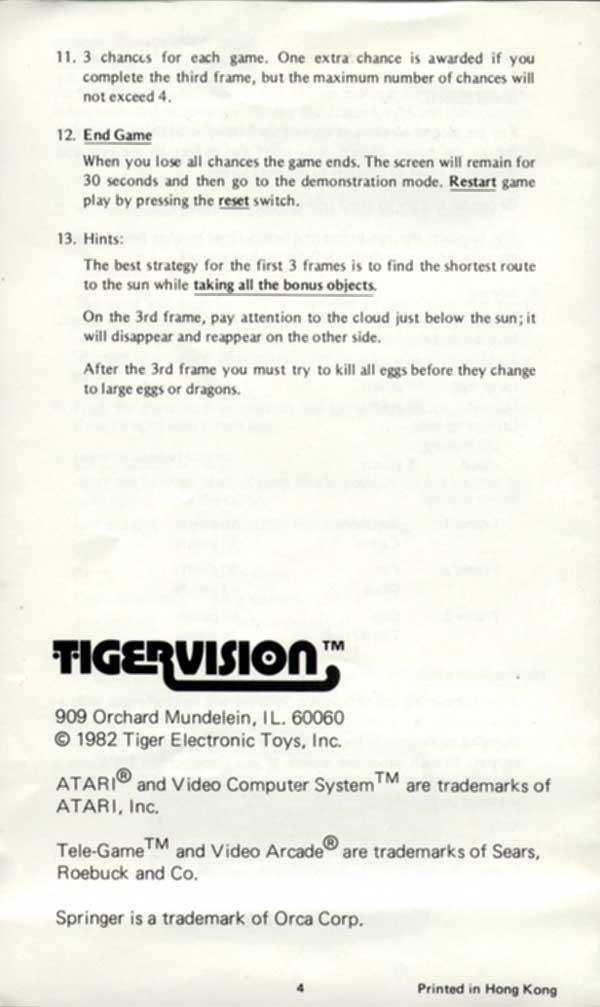 11. 3 chances for each game. One extra chance is awarded if you
complete the third frame, but the maximum number of chances will
not exceed 4.
12. End Game
When you lose all chances the game ends. The screen will remain for
30 seconds and then go to the demonstration mode. Restart game
play by pressing the reset switch.
13. Hints:
The best strategy for the first 3 frames is to find the shortest route
to the sun while taking all the bonus objects.
On the 3rd frame, pay attention to the cloud just below the sun; it
will disappear and reappear on the other side.
After the 3rd frame you must try to kill all eggs before they change
to large eggs or dragons.
TIGERVISION™
909 Orchard Mundelein, IL. 60060
© 1982 Tiger Electronic Toys, Inc.
ATARI® and Video Computer System™ are trademarks of
ATARI, Inc.
Tele-Game™ and Video Arcade® are trademarks of Sears,
Roebuck and Co.
Springer is a trademark of Orca Corp.
4 Printed in Hong Kong